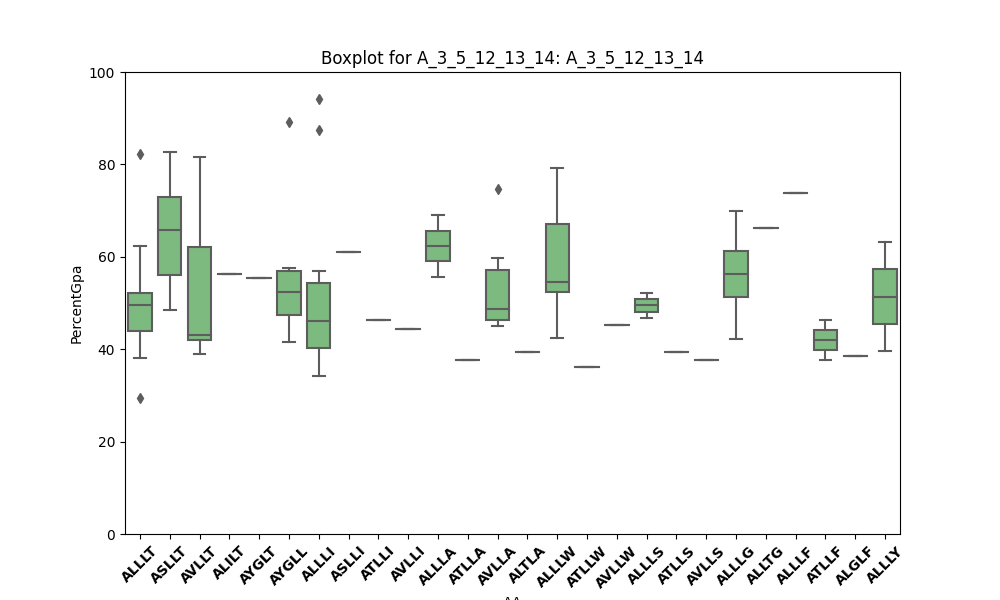 Boxplot for A_3_5_12_13_14: A_3_5_12_13_14
PercentGpa
100
80
60
40
20
0
ALLLT
ASLLT
AVLLT
ALILT
AYGLT
AYGLL
ALLLI
ASLLI
ATLLI
AVLLI
ALLLA
ATLLA
AVLLA
ALTLA
ALLLW
ATLLW
AVLLW
ALLLS
ATLLS
AVLLS
ALLLG
ALLTG
ALLLF
ATLLF
ALGLF
ALLLY